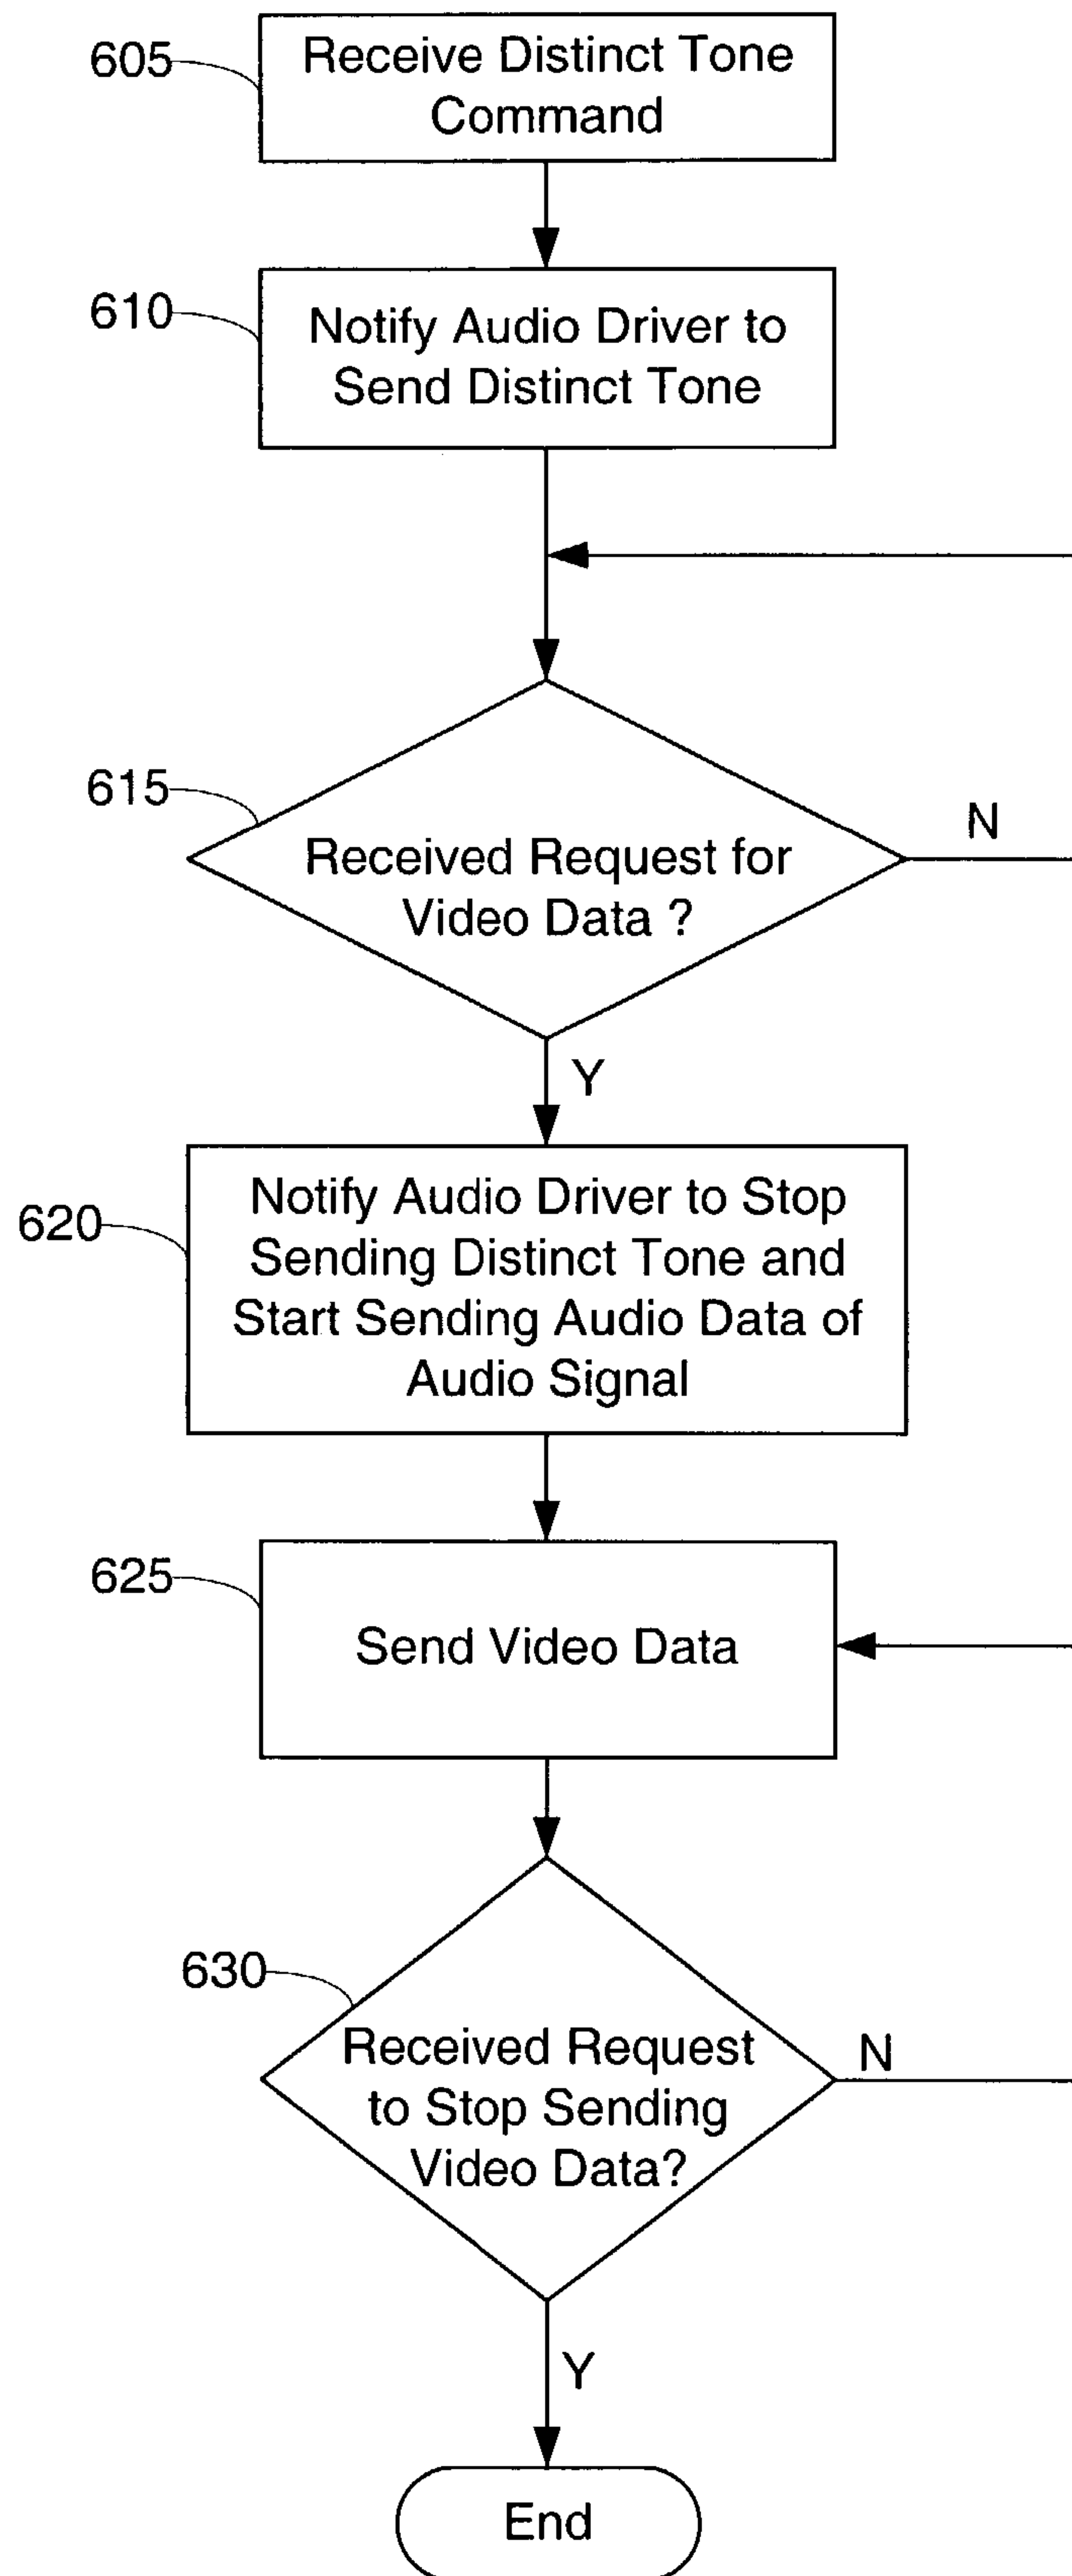 605
Receive Distinct Tone
Command
610
Notify Audio Driver to
Send Distinct Tone
615
Received Request for
Video Data ?
N
Y
620
Notify Audio Driver to Stop
Sending Distinct Tone and
Start Sending Audio Data of
Audio Signal
625
Send Video Data
630
Received Request
to Stop Sending
Video Data?
N
Y
End